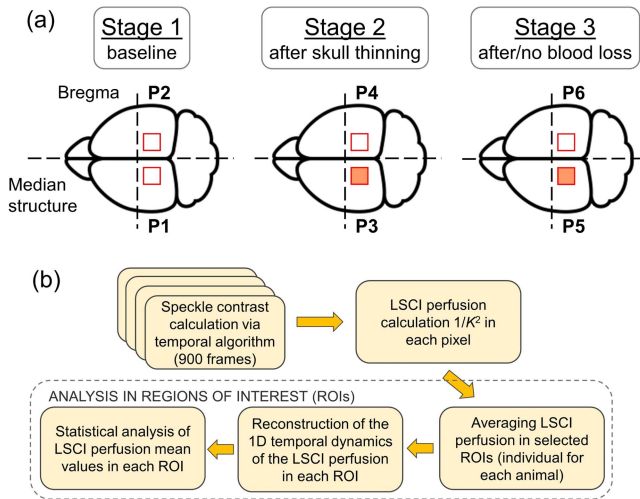 (a)
Stage 1
baseline
Stage 2
after skull thinning
Stage 3
after/no blood loss
Bregma
P2
P4
P6
Median
structure
P1
P3
P5
(b)
Speckle contrast
calculation via
temporal algorithm
(900 frames)
LSCI perfusion
calculation 1/K² in
each pixel
ANALYSIS IN REGIONS OF INTEREST (ROIs)
Statistical analysis of
LSCI perfusion mean
values in each ROI
Reconstruction of the
1D temporal dynamics
of the LSCI perfusion
in each ROI
Averaging LSCI
perfusion in selected
ROIs (individual for
each animal)